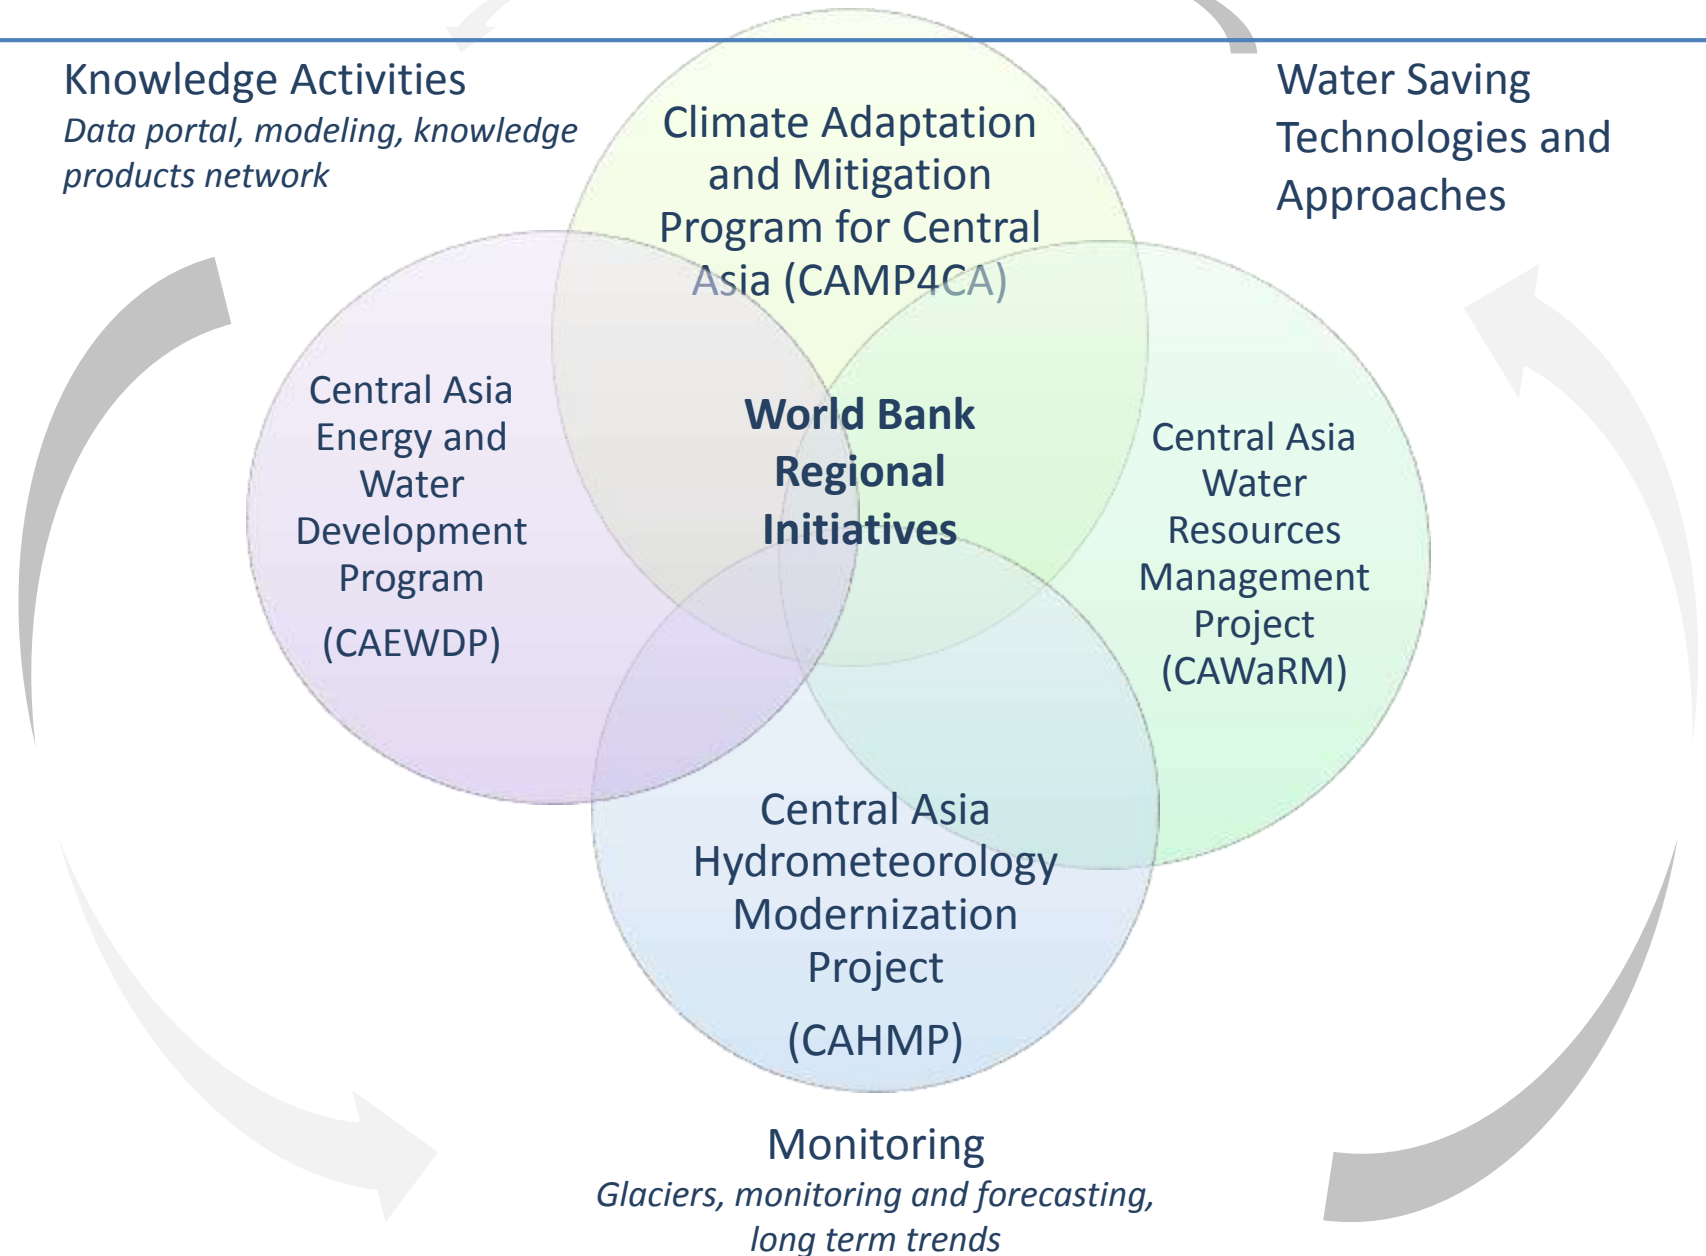 Knowledge Activities
Data portal, modeling, knowledge
products network
Water Saving
Technologies and
Approaches
Climate Adaptation
and Mitigation
Program for Central
Asia (CAMP4CA)
Central Asia
Energy and
Water
Development
Program
(CAEWDP)
World Bank
Regional
Initiatives
Central Asia
Water
Resources
Management
Project
(CAWaRM)
Central Asia
Hydrometeorology
Modernization
Project
(CAHMP)
Monitoring
Glaciers, monitoring and forecasting,
long term trends